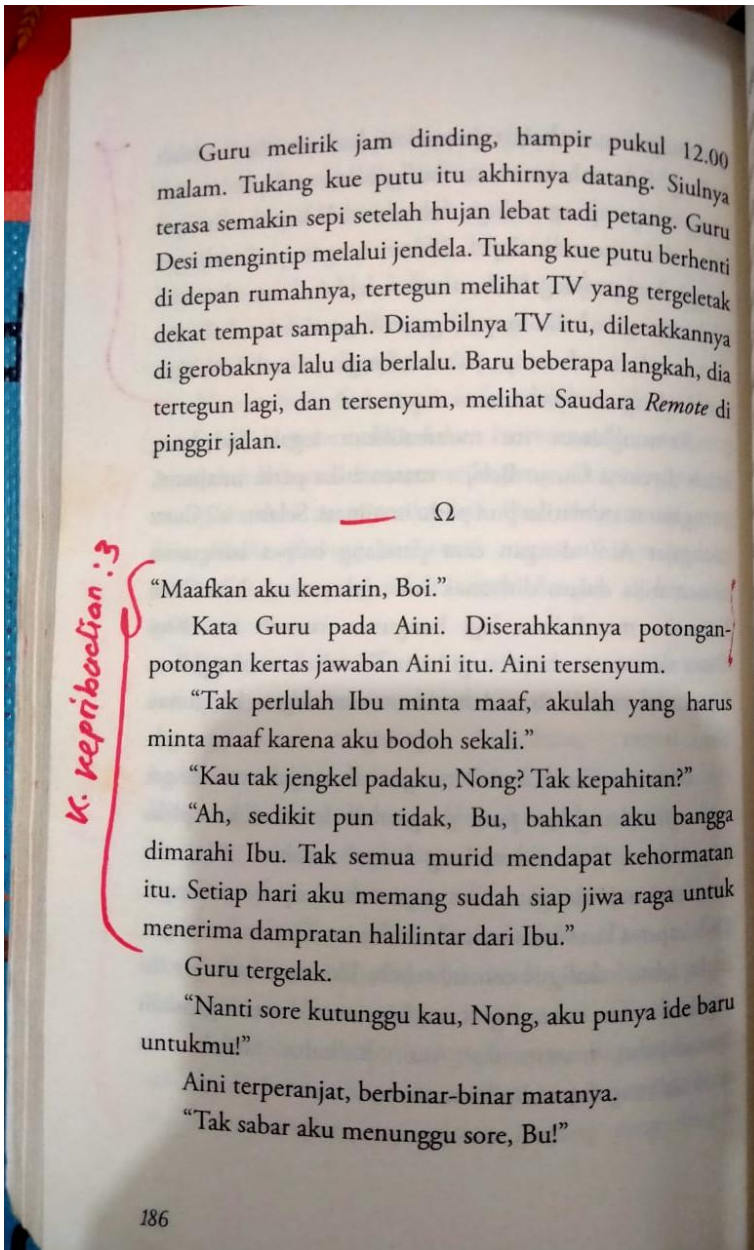 Guru melirik jam dinding, hampir pukul 12.00
malam. Tukang kue putu itu akhirnya datang. Siulnya
terasa semakin sepi setelah hujan lebat tadi petang. Guru
Desi mengintip melalui jendela. Tukang kue putu berhenti
di depan rumahnya, tertegun melihat TV yang tergeletak
dekat tempat sampah. Diambilnya TV itu, diletakkannya
di gerobaknya lalu dia berlalu. Baru beberapa langkah, dia
tertegun lagi, dan tersenyum, melihat Saudara Remote di
pinggir jalan.
Ω
K. kepribadian : 3
“Maafkan aku kemarin, Boi.”
Kata Guru pada Aini. Diserahkannya potongan-
potongan kertas jawaban Aini itu. Aini tersenyum.
“Tak perlulah Ibu minta maaf, akulah yang harus
minta maaf karena aku bodoh sekali.”
“Kau tak jengkel padaku, Nong? Tak kepahitan?”
“Ah, sedikit pun tidak, Bu, bahkan aku bangga
dimarahi Ibu. Tak semua murid mendapat kehormatan
itu. Setiap hari aku memang sudah siap jiwa raga untuk
menerima dampratan halilintar dari Ibu.”
Guru tergelak.
“Nanti sore kutunggu kau, Nong, aku punya ide baru
untukmu!”
Aini terperanjat, berbinar-binar matanya.
“Tak sabar aku menunggu sore, Bu!”
186